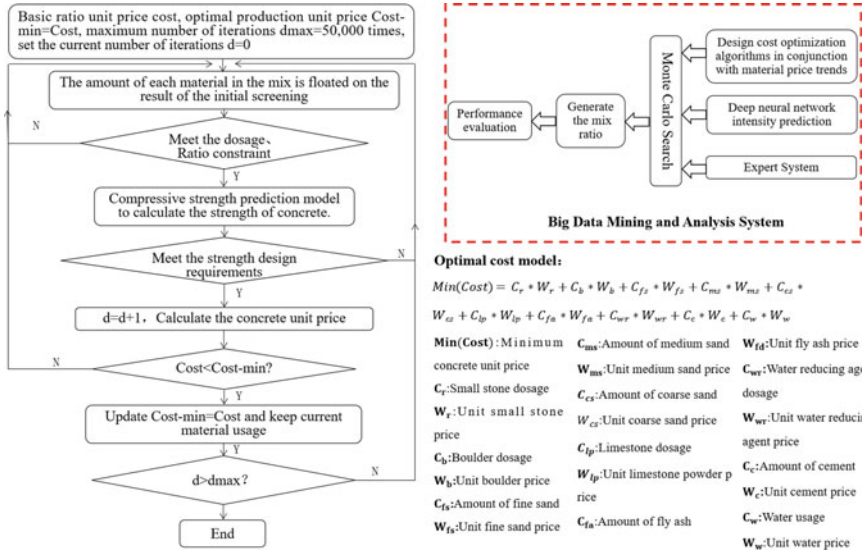 Basic ratio unit price cost, optimal production unit price Cost-
min=Cost, maximum number of iterations dmax=50,000 times,
set the current number of iterations d=0
The amount of each material in the mix is floated on the
result of the initial screening
N
Meet the dosage、
Ratio constraint
Y
Compressive strength prediction model
to calculate the strength of concrete.
N
Meet the strength design
requirements
Y
d=d+1, Calculate the concrete unit price
N
Cost<Cost-min?
Y
Update Cost-min=Cost and keep current
material usage
Y
N
d>dmax?
Y
End
Performance
evaluation
Generate
the mix
ratio
Monte Carlo Search
Design cost optimization
algorithms in conjunction
with material price trends
Deep neural network
intensity prediction
Expert System
Big Data Mining and Analysis System
Optimal cost model:
Min(Cost) = C_r * W_r + C_b * W_b + C_fs * W_fs + C_ms * W_ms + C_cs *
W_cs + C_lp * W_lp + C_fa * W_fa + C_wr * W_wr + C_c * W_c + C_w * W_w
Min(Cost):Minimum
concrete unit price
C_r:Small stone dosage
W_r:Unit small stone
price
C_b:Boulder dosage
W_b:Unit boulder price
C_fs:Amount of fine sand
W_fs:Unit fine sand price
C_ms:Amount of medium sand
W_ms:Unit medium sand price
C_cs:Amount of coarse sand
W_cs:Unit coarse sand price
C_lp:Limestone dosage
W_lp:Unit limestone powder p
rice
C_fa:Amount of fly ash
W_fd:Unit fly ash price
C_wr:Water reducing age
dosage
W_wr:Unit water reducin
agent price
C_c:Amount of cement
W_c:Unit cement price
C_w:Water usage
W_w:Unit water price